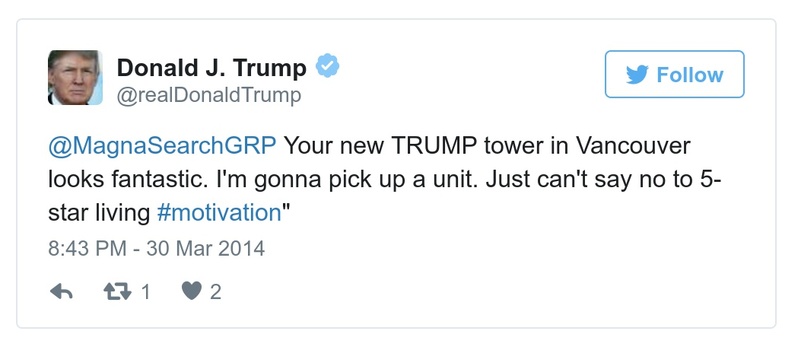 Donald J. Trump
@realDonaldTrump
Follow
@MagnaSearchGRP Your new TRUMP tower in Vancouver
looks fantastic. I'm gonna pick up a unit. Just can't say no to 5-
star living #motivation"
8:43 PM - 30 Mar 2014
1 2